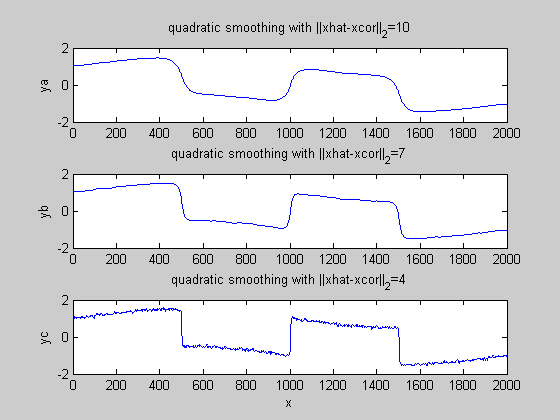 quadratic smoothing with ||xhat-xcor||2=10
2
0
-2
ya
0 200 400 600 800 1000 1200 1400 1600 1800 2000
quadratic smoothing with ||xhat-xcor||2=7
2
0
-2
yb
0 200 400 600 800 1000 1200 1400 1600 1800 2000
quadratic smoothing with ||xhat-xcor||2=4
2
0
-2
yc
0 200 400 600 800 1000 1200 1400 1600 1800 2000
x